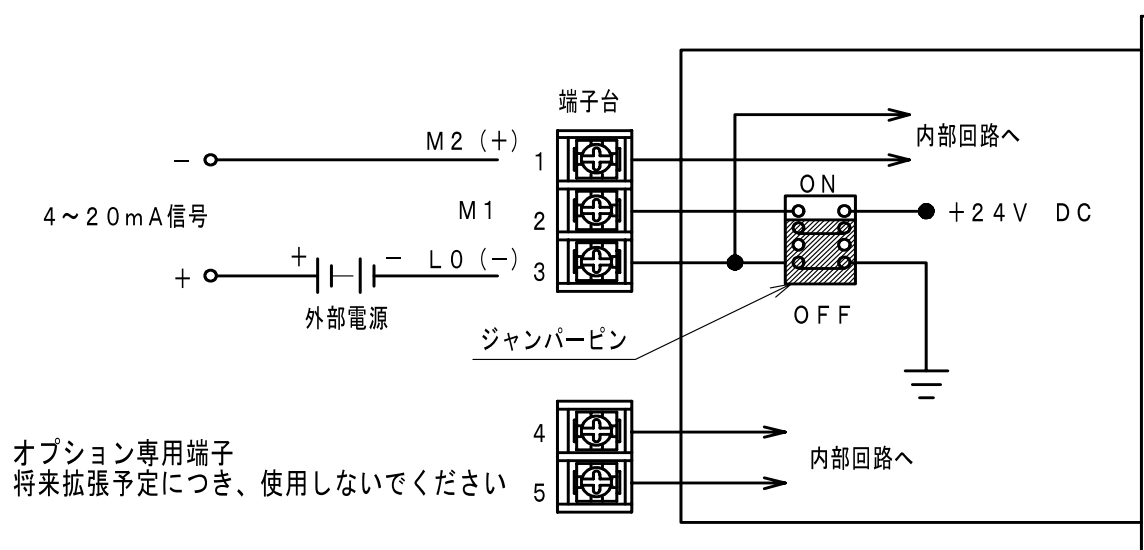 端子台
M2(+)
1
内部回路へ
−
ON
4～20mA信号
M1
2
+24V DC
+
+
−
L0(−)
3
外部電源
OFF
ジャンパーピン
4
オプション専用端子
内部回路へ
将来拡張予定につき、使用しないでください
5